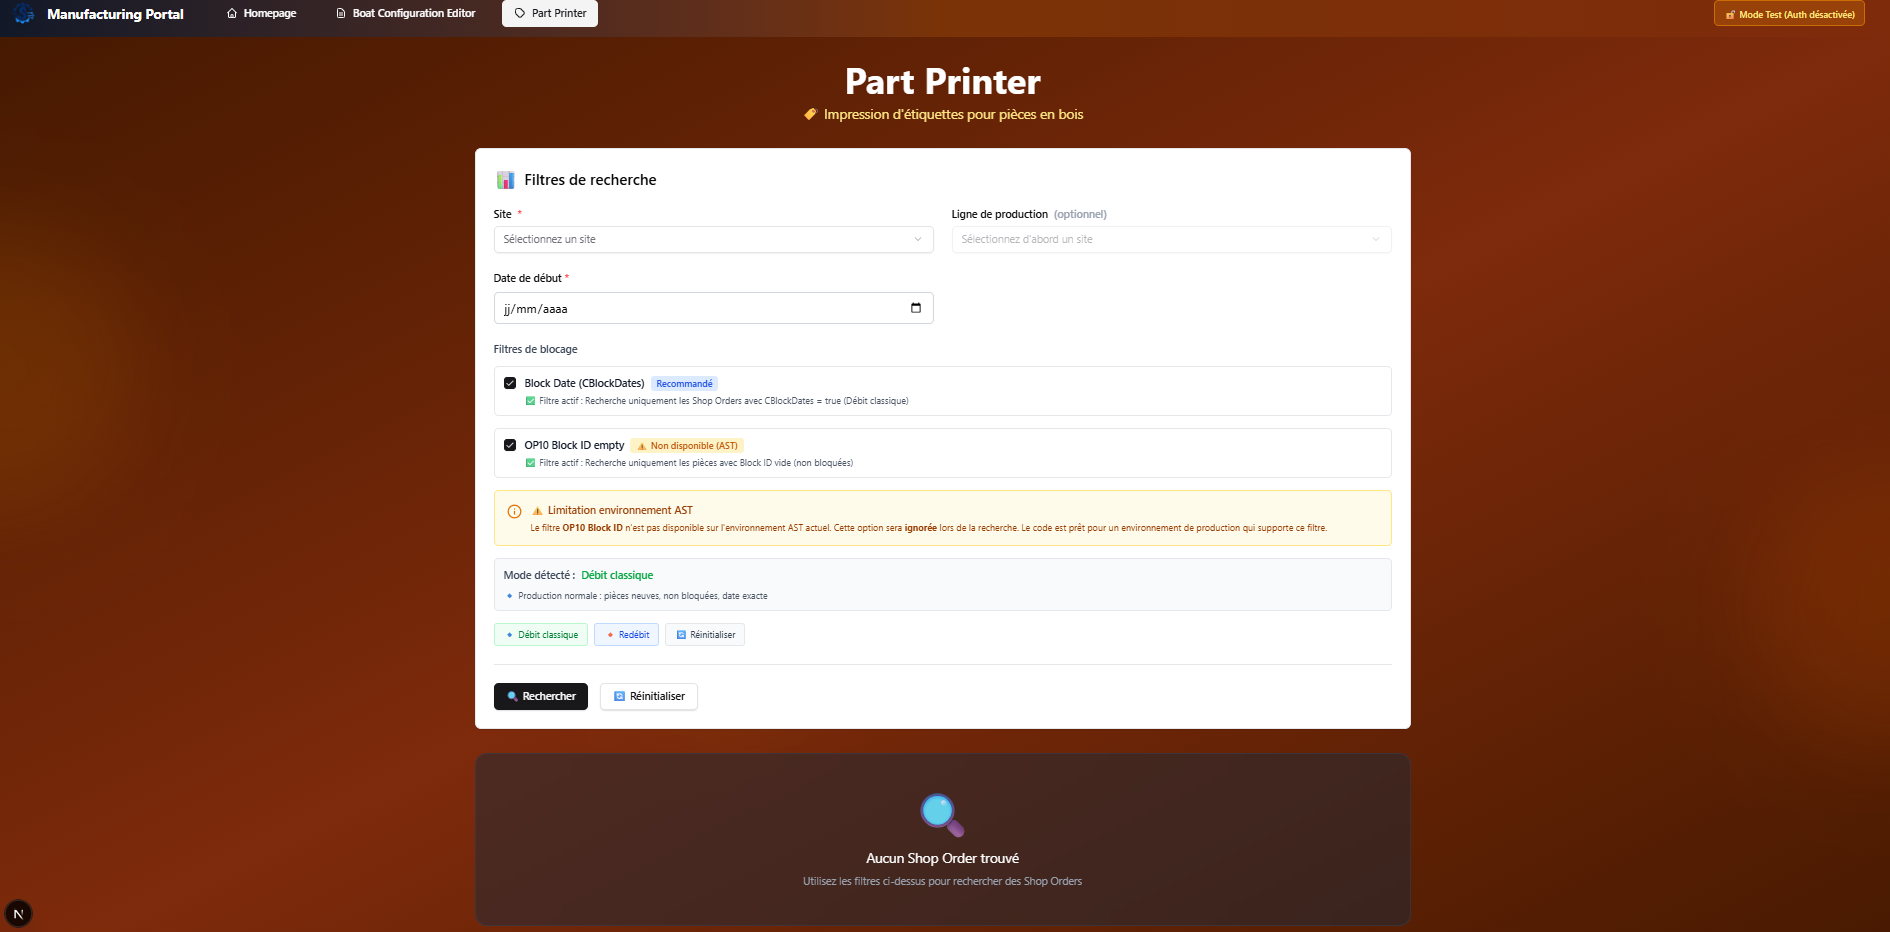 Manufacturing Portal
Homepage
Boat Configuration Editor
Part Printer
Mode Test (Auth désactivée)
Part Printer
Impression d'étiquettes pour pièces en bois
Filtres de recherche
Site *
Ligne de production (optionnel)
Sélectionnez un site
Sélectionnez d'abord un site
Date de début *
jj/mm/aaaa
Filtres de blocage
Block Date (CBlockDates) Recommandé
Filtre actif : Recherche uniquement les Shop Orders avec CBlockDates = true (Débit classique)
OP10 Block ID empty Non disponible (AST)
Filtre actif : Recherche uniquement les pièces avec Block ID vide (non bloquées)
Limitation environnement AST
Le filtre OP10 Block ID n'est pas disponible sur l'environnement AST actuel. Cette option sera ignorée lors de la recherche. Le code est prêt pour un environnement de production qui supporte ce filtre.
Mode détecté : Débit classique
Production normale : pièces neuves, non bloquées, date exacte
Débit classique
Redébit
Réinitialiser
Rechercher
Réinitialiser
Aucun Shop Order trouvé
Utilisez les filtres ci-dessus pour rechercher des Shop Orders
N